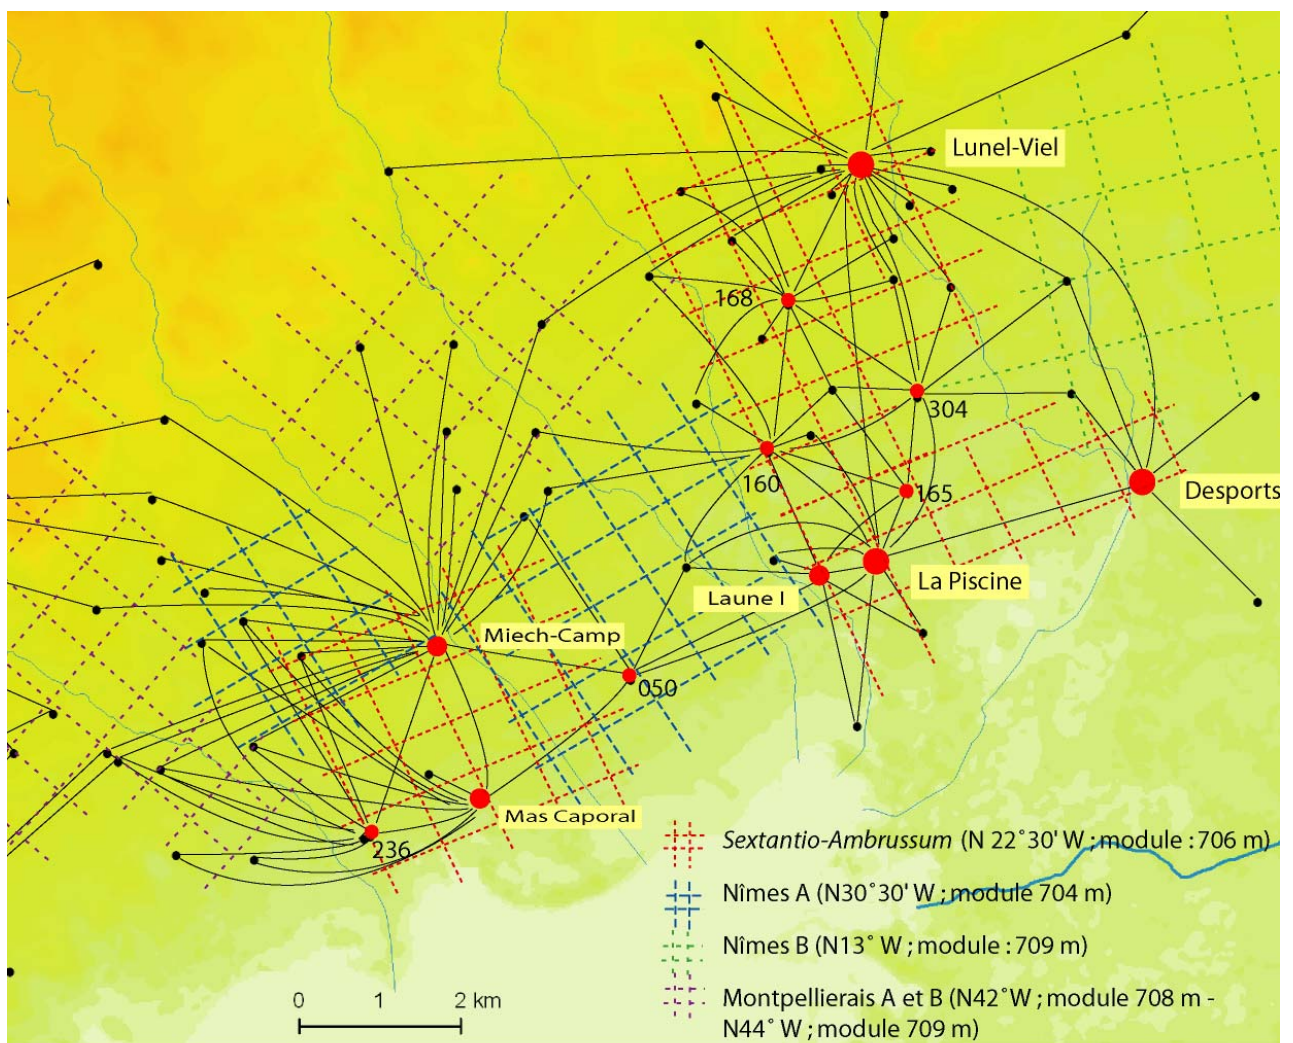 Lunel-Viel
168
304
160
165
Desports
La Piscine
Laune I
Miech-Camp
050
Mas Caporal
236
Sextantio-Ambrussum (N 22°30' W ; module : 706 m)
Nîmes A (N30°30' W ; module 704 m)
Nîmes B (N13° W ; module : 709 m)
Montpellierais A et B (N42°W ; module 708 m -
N44° W ; module 709 m)
0 1 2 km